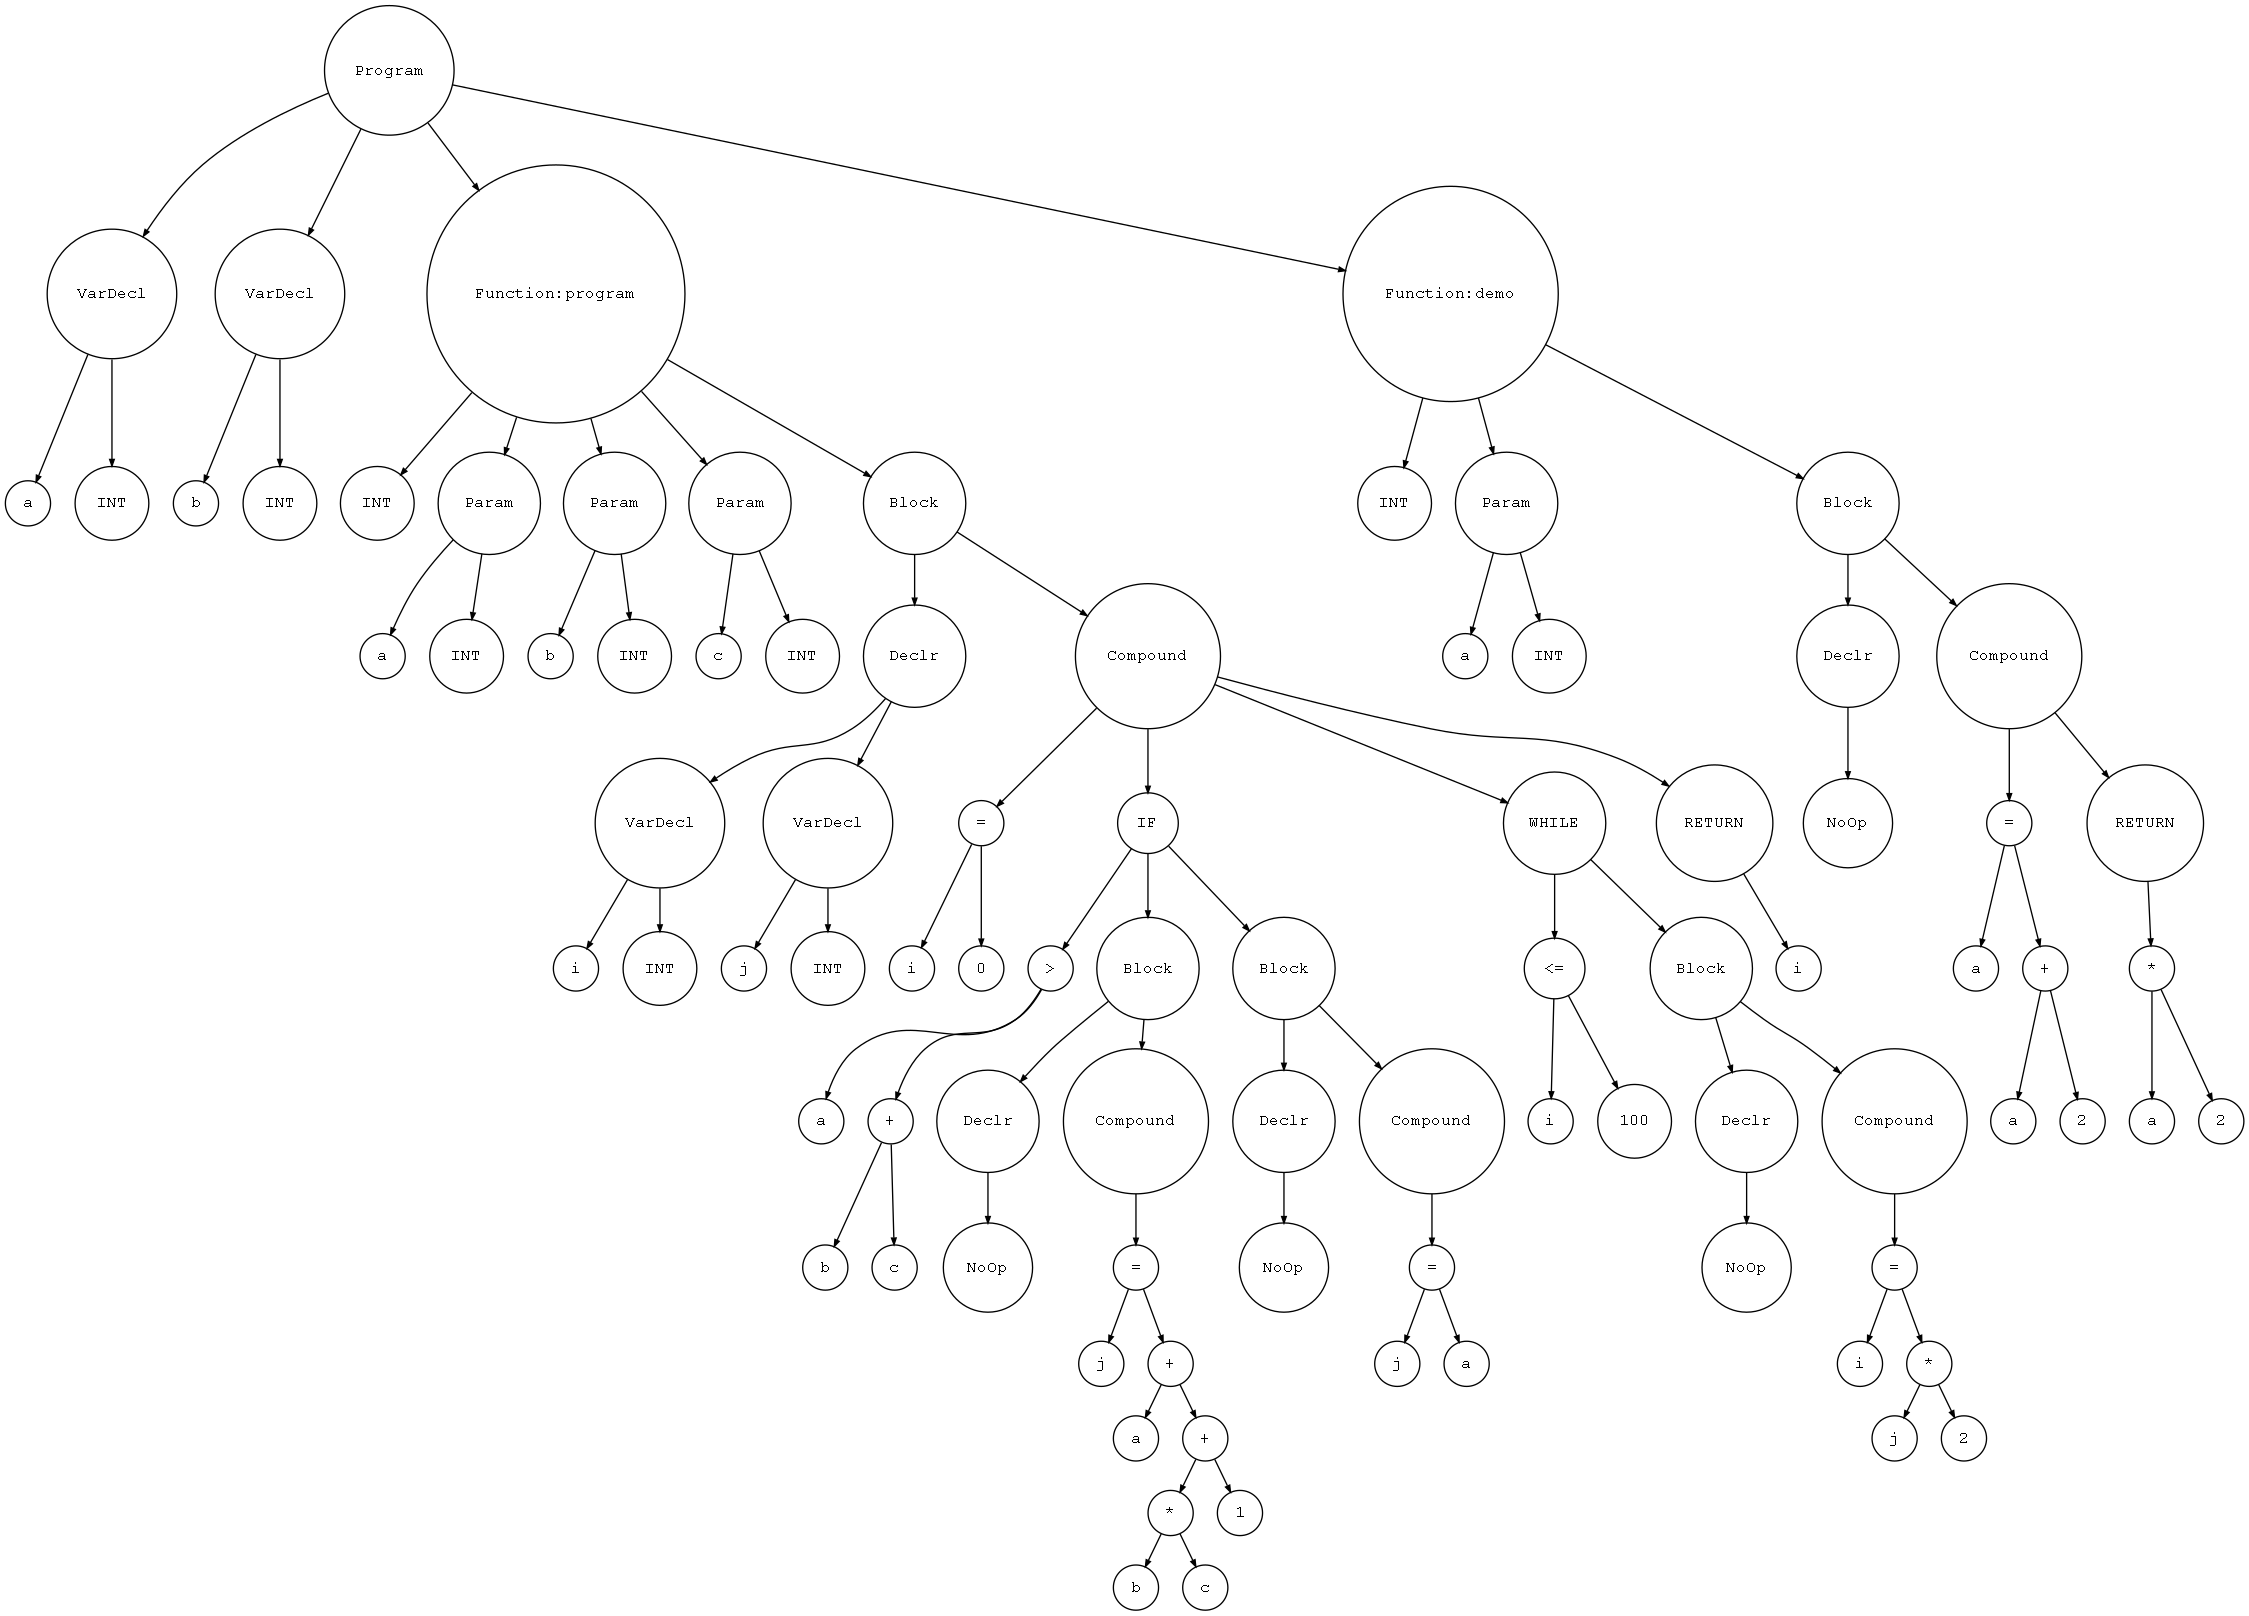 Program
VarDecl VarDecl Function:program Function:demo
a INT b INT INT Param Param Param Block INT Param Block
a INT b INT c INT Declr Compound a INT Declr Compound
VarDecl VarDecl = IF WHILE RETURN NoOp = RETURN
i INT j INT i 0 > Block Block <= Block i a + *
a + Declr Compound Declr Compound i 100 Declr Compound a 2 a 2
b c NoOp = NoOp = NoOp =
j + j a i *
a + j 2
* 1
b c